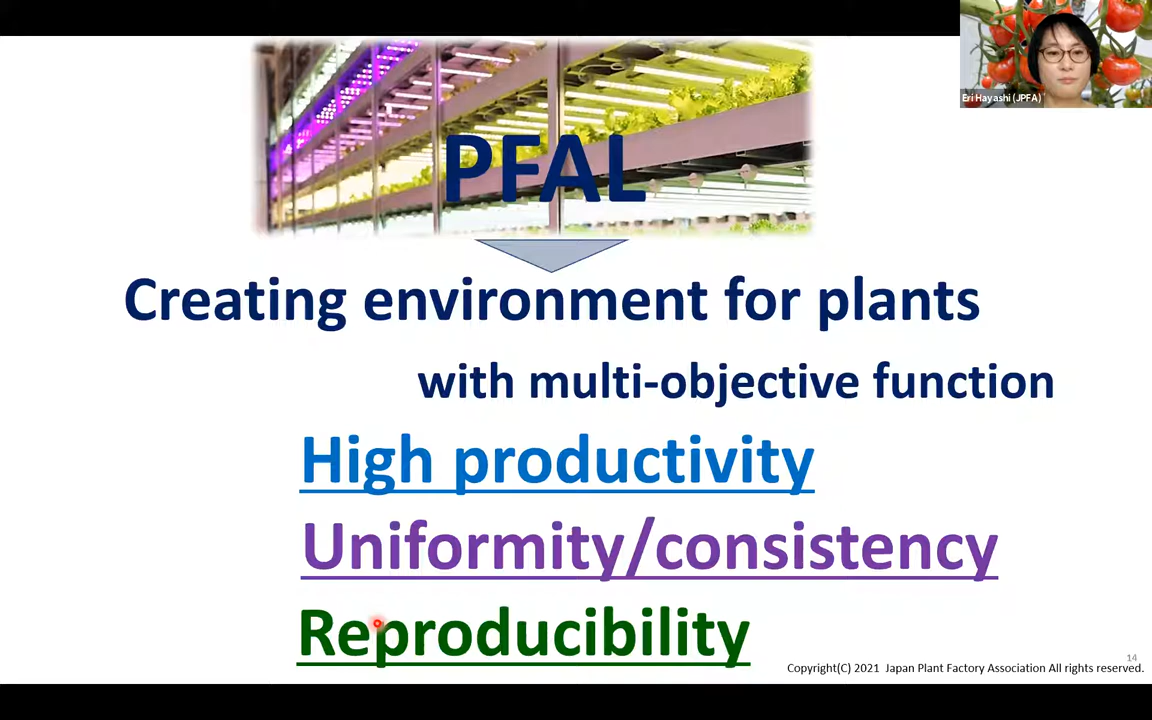 Eri Hayashi (JPFA)
PFAL
Creating environment for plants
with multi-objective function
High productivity
Uniformity/consistency
Reproducibility
14
Copyright(C) 2021 Japan Plant Factory Association All rights reserved.